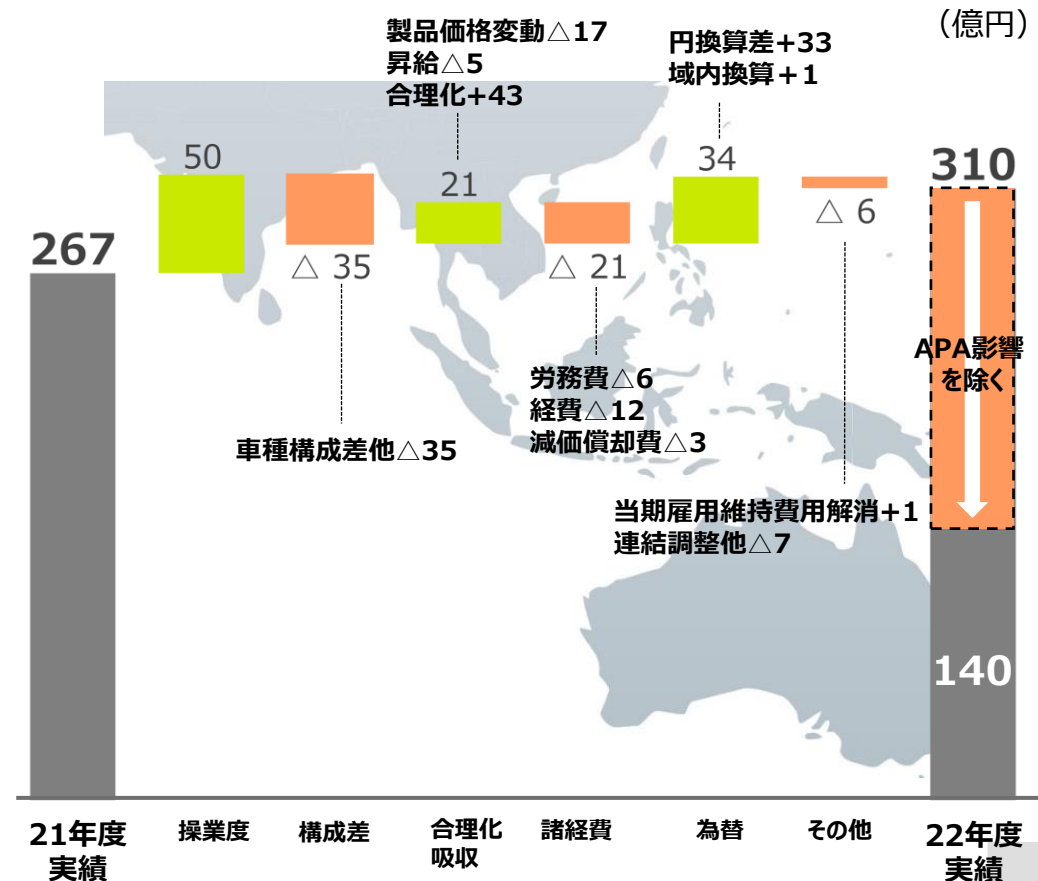 （億円）
製品価格変動△17
昇給△5
合理化+43
円換算差+33
域内換算＋1
50
21
34
310
267
△ 35
△ 21
△ 6
APA影響
を除く
労務費△6
経費△12
減価償却費△3
車種構成差他△35
当期雇用維持費用解消+1
連結調整他△7
140
21年度
実績
操業度
構成差
合理化
吸収
諸経費
為替
その他
22年度
実績